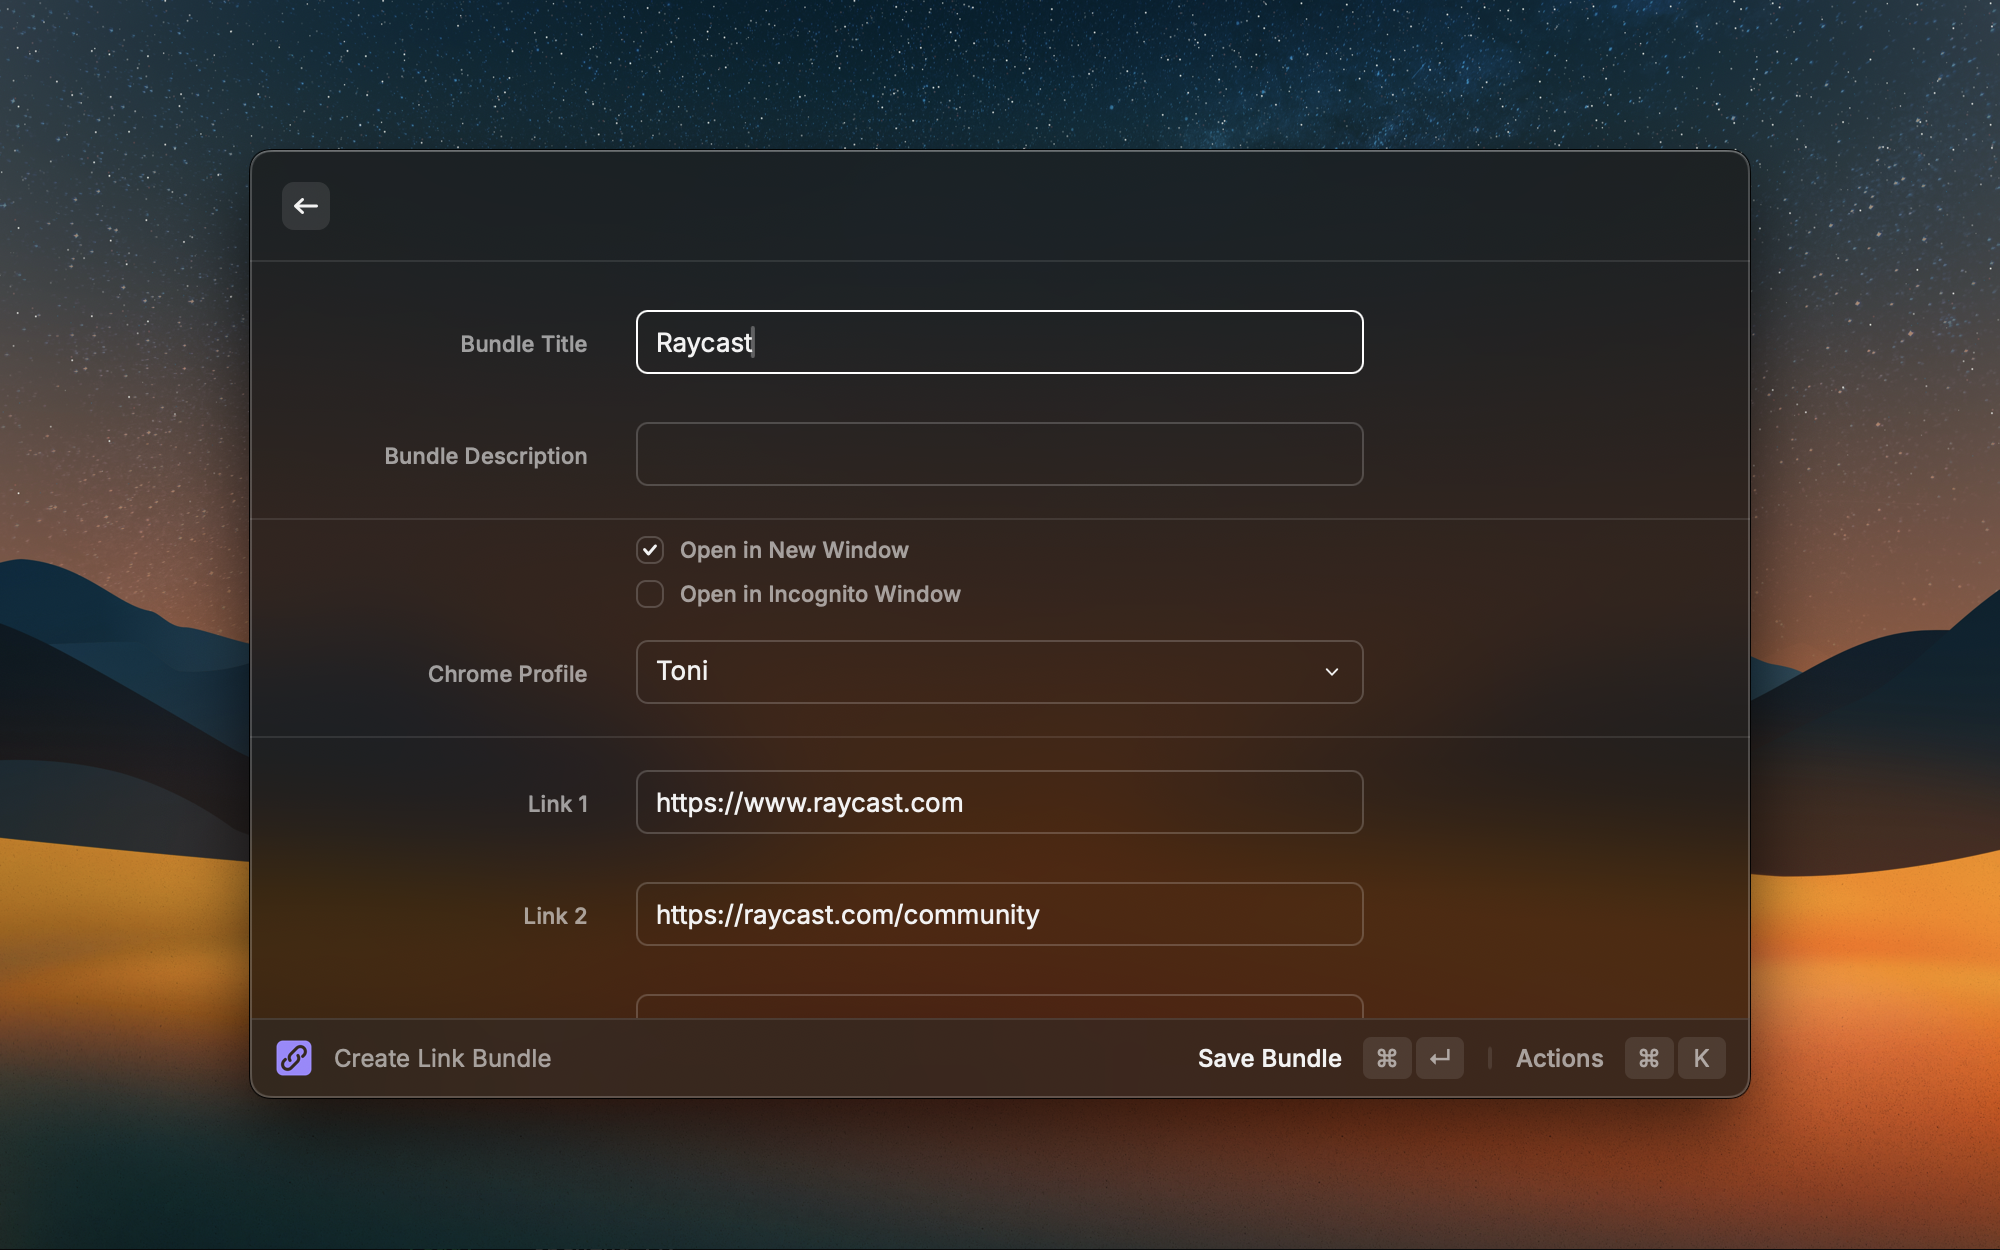 Bundle Title
Raycast
Bundle Description
Open in New Window
Open in Incognito Window
Chrome Profile
Toni
Link 1
https://www.raycast.com
Link 2
https://raycast.com/community
Create Link Bundle
Save Bundle ⌘ ↵ Actions ⌘ K